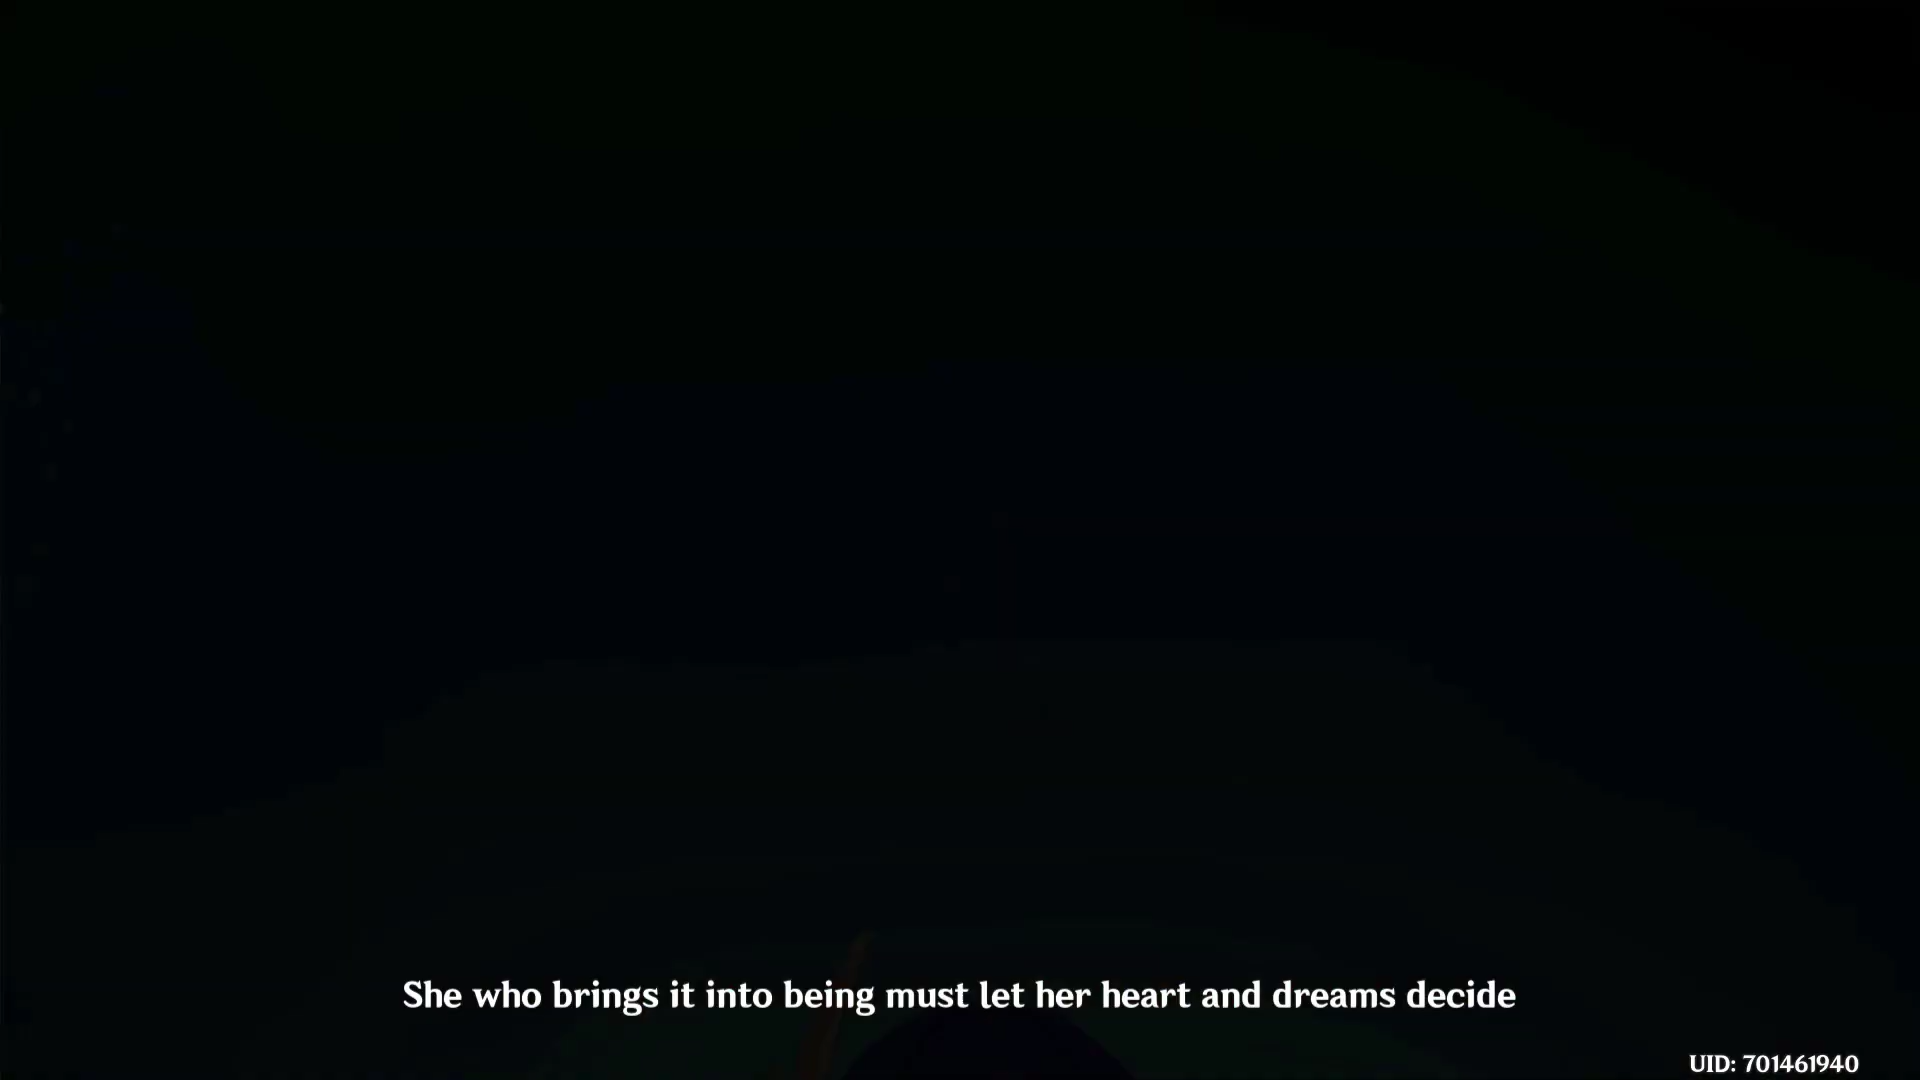 She who brings it into being must let her heart and dreams decide
UID: 701461940